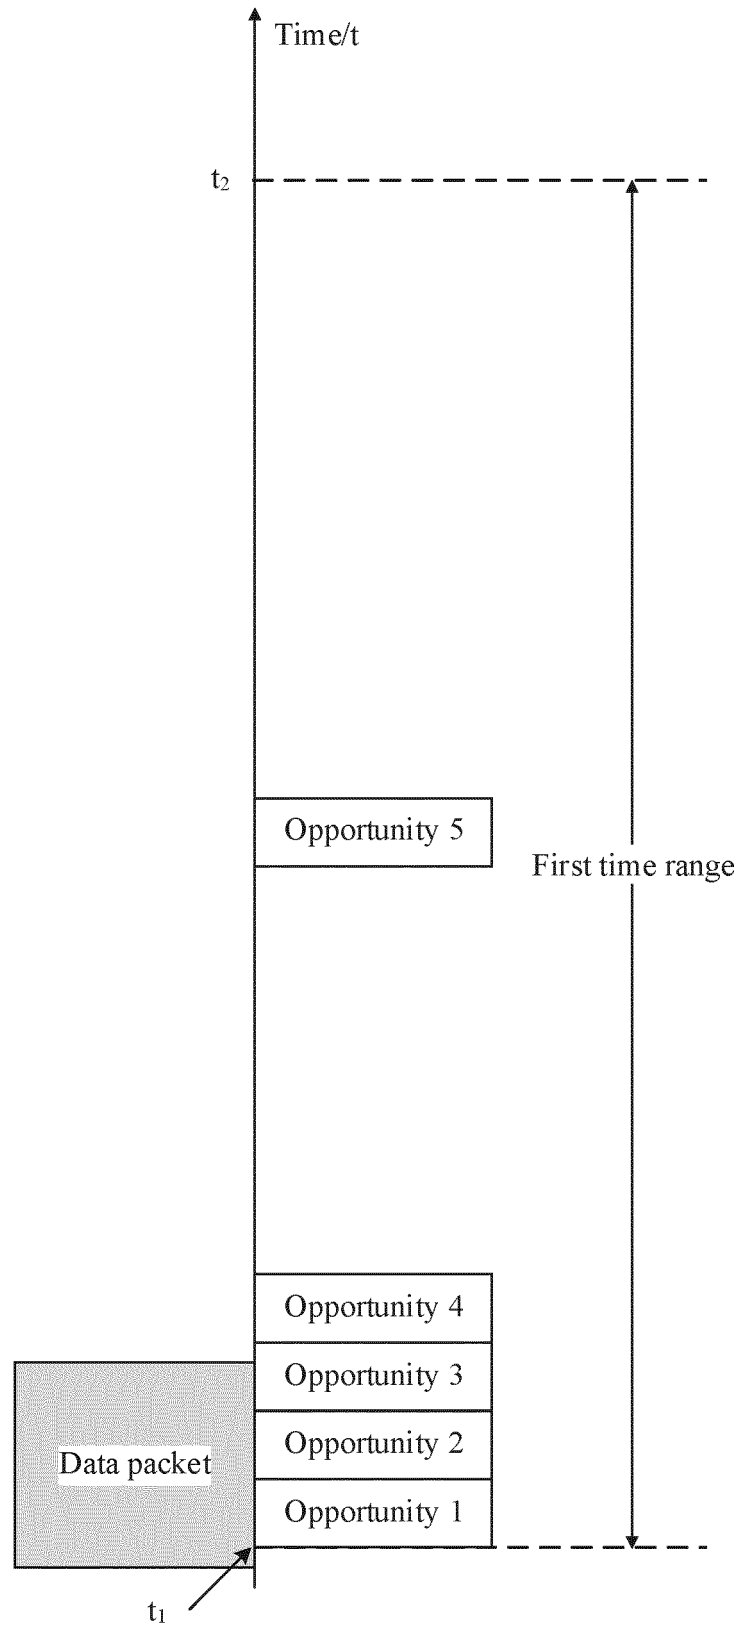 Time/t
t₂
Opportunity 5
First time range
Opportunity 4
Opportunity 3
Opportunity 2
Data packet
Opportunity 1
t₁